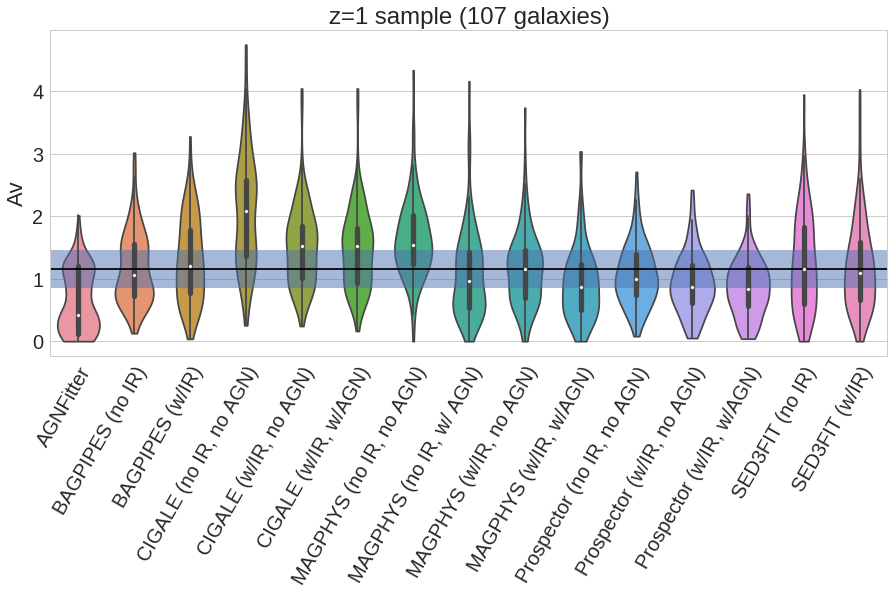 z=1 sample (107 galaxies)
Av
4
3
2
1
0
AGNFitter
BAGPIPES (no IR)
BAGPIPES (w/IR)
CIGALE (no IR, no AGN)
CIGALE (w/IR, no AGN)
CIGALE (w/IR, w/AGN)
MAGPHYS (no IR, no AGN)
MAGPHYS (no IR, w/ AGN)
MAGPHYS (w/IR, no AGN)
MAGPHYS (w/IR, w/AGN)
Prospector (no IR, no AGN)
Prospector (w/IR, no AGN)
Prospector (w/IR, w/AGN)
SED3FIT (no IR)
SED3FIT (w/IR)